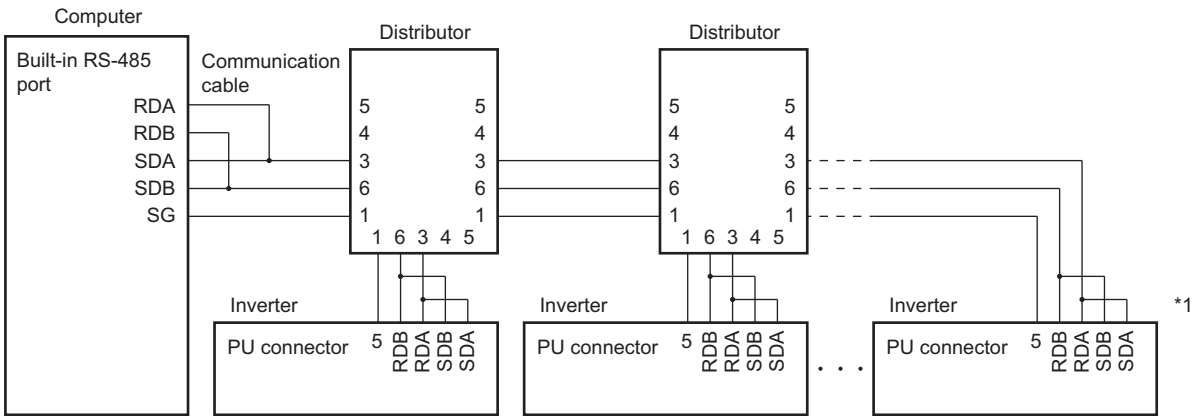 Computer
Distributor
Distributor
Built-in RS-485
port
Communication
cable
RDA
RDB
SDA
SDB
SG
5 5
4 4
3 3
6 6
1 1
1 6 3 4 5
5 5
4 4
3 3
6 6
1 1
1 6 3 4 5
Inverter
PU connector
5 RDB RDA SDB SDA
Inverter
PU connector
5 RDB RDA SDB SDA
. . .
Inverter
PU connector
5 RDB RDA SDB SDA
*1